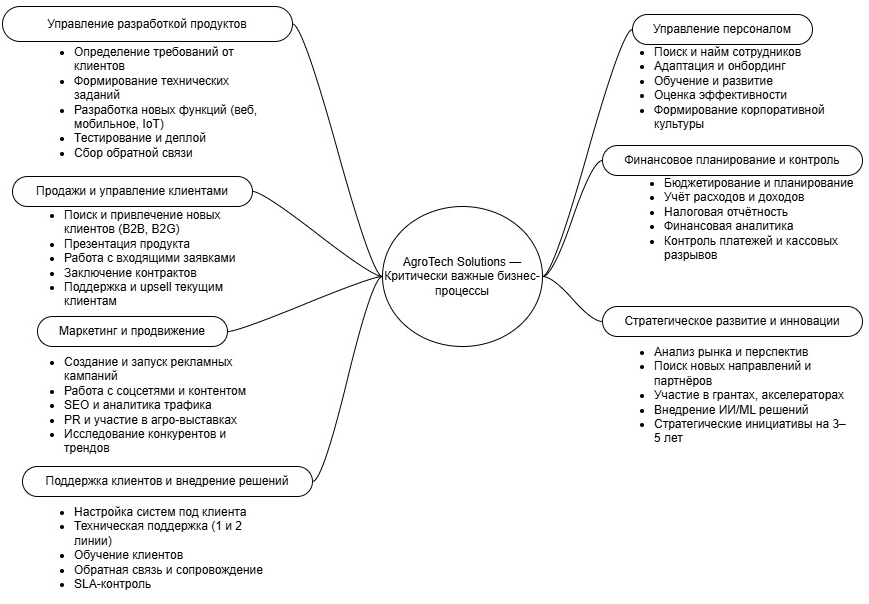 Управление разработкой продуктов
• Определение требований от
клиентов
• Формирование технических
заданий
• Разработка новых функций (веб,
мобильное, IoT)
• Тестирование и деплой
• Сбор обратной связи
Продажи и управление клиентами
• Поиск и привлечение новых
клиентов (B2B, B2G)
• Презентация продукта
• Работа с входящими заявками
• Заключение контрактов
• Поддержка и upsell текущим
клиентам
Маркетинг и продвижение
• Создание и запуск рекламных
кампаний
• Работа с соцсетями и контентом
• SEO и аналитика трафика
• PR и участие в агро-выставках
• Исследование конкурентов и
трендов
Поддержка клиентов и внедрение решений
• Настройка систем под клиента
• Техническая поддержка (1 и 2
линии)
• Обучение клиентов
• Обратная связь и сопровождение
• SLA-контроль
AgroTech Solutions —
Критически важные бизнес-
процессы
Управление персоналом
• Поиск и найм сотрудников
• Адаптация и онбординг
• Обучение и развитие
• Оценка эффективности
• Формирование корпоративной
культуры
Финансовое планирование и контроль
• Бюджетирование и планирование
• Учёт расходов и доходов
• Налоговая отчётность
• Финансовая аналитика
• Контроль платежей и кассовых
разрывов
Стратегическое развитие и инновации
• Анализ рынка и перспектив
• Поиск новых направлений и
партнёров
• Участие в грантах, акселераторах
• Внедрение ИИ/ML решений
• Стратегические инициативы на 3–
5 лет